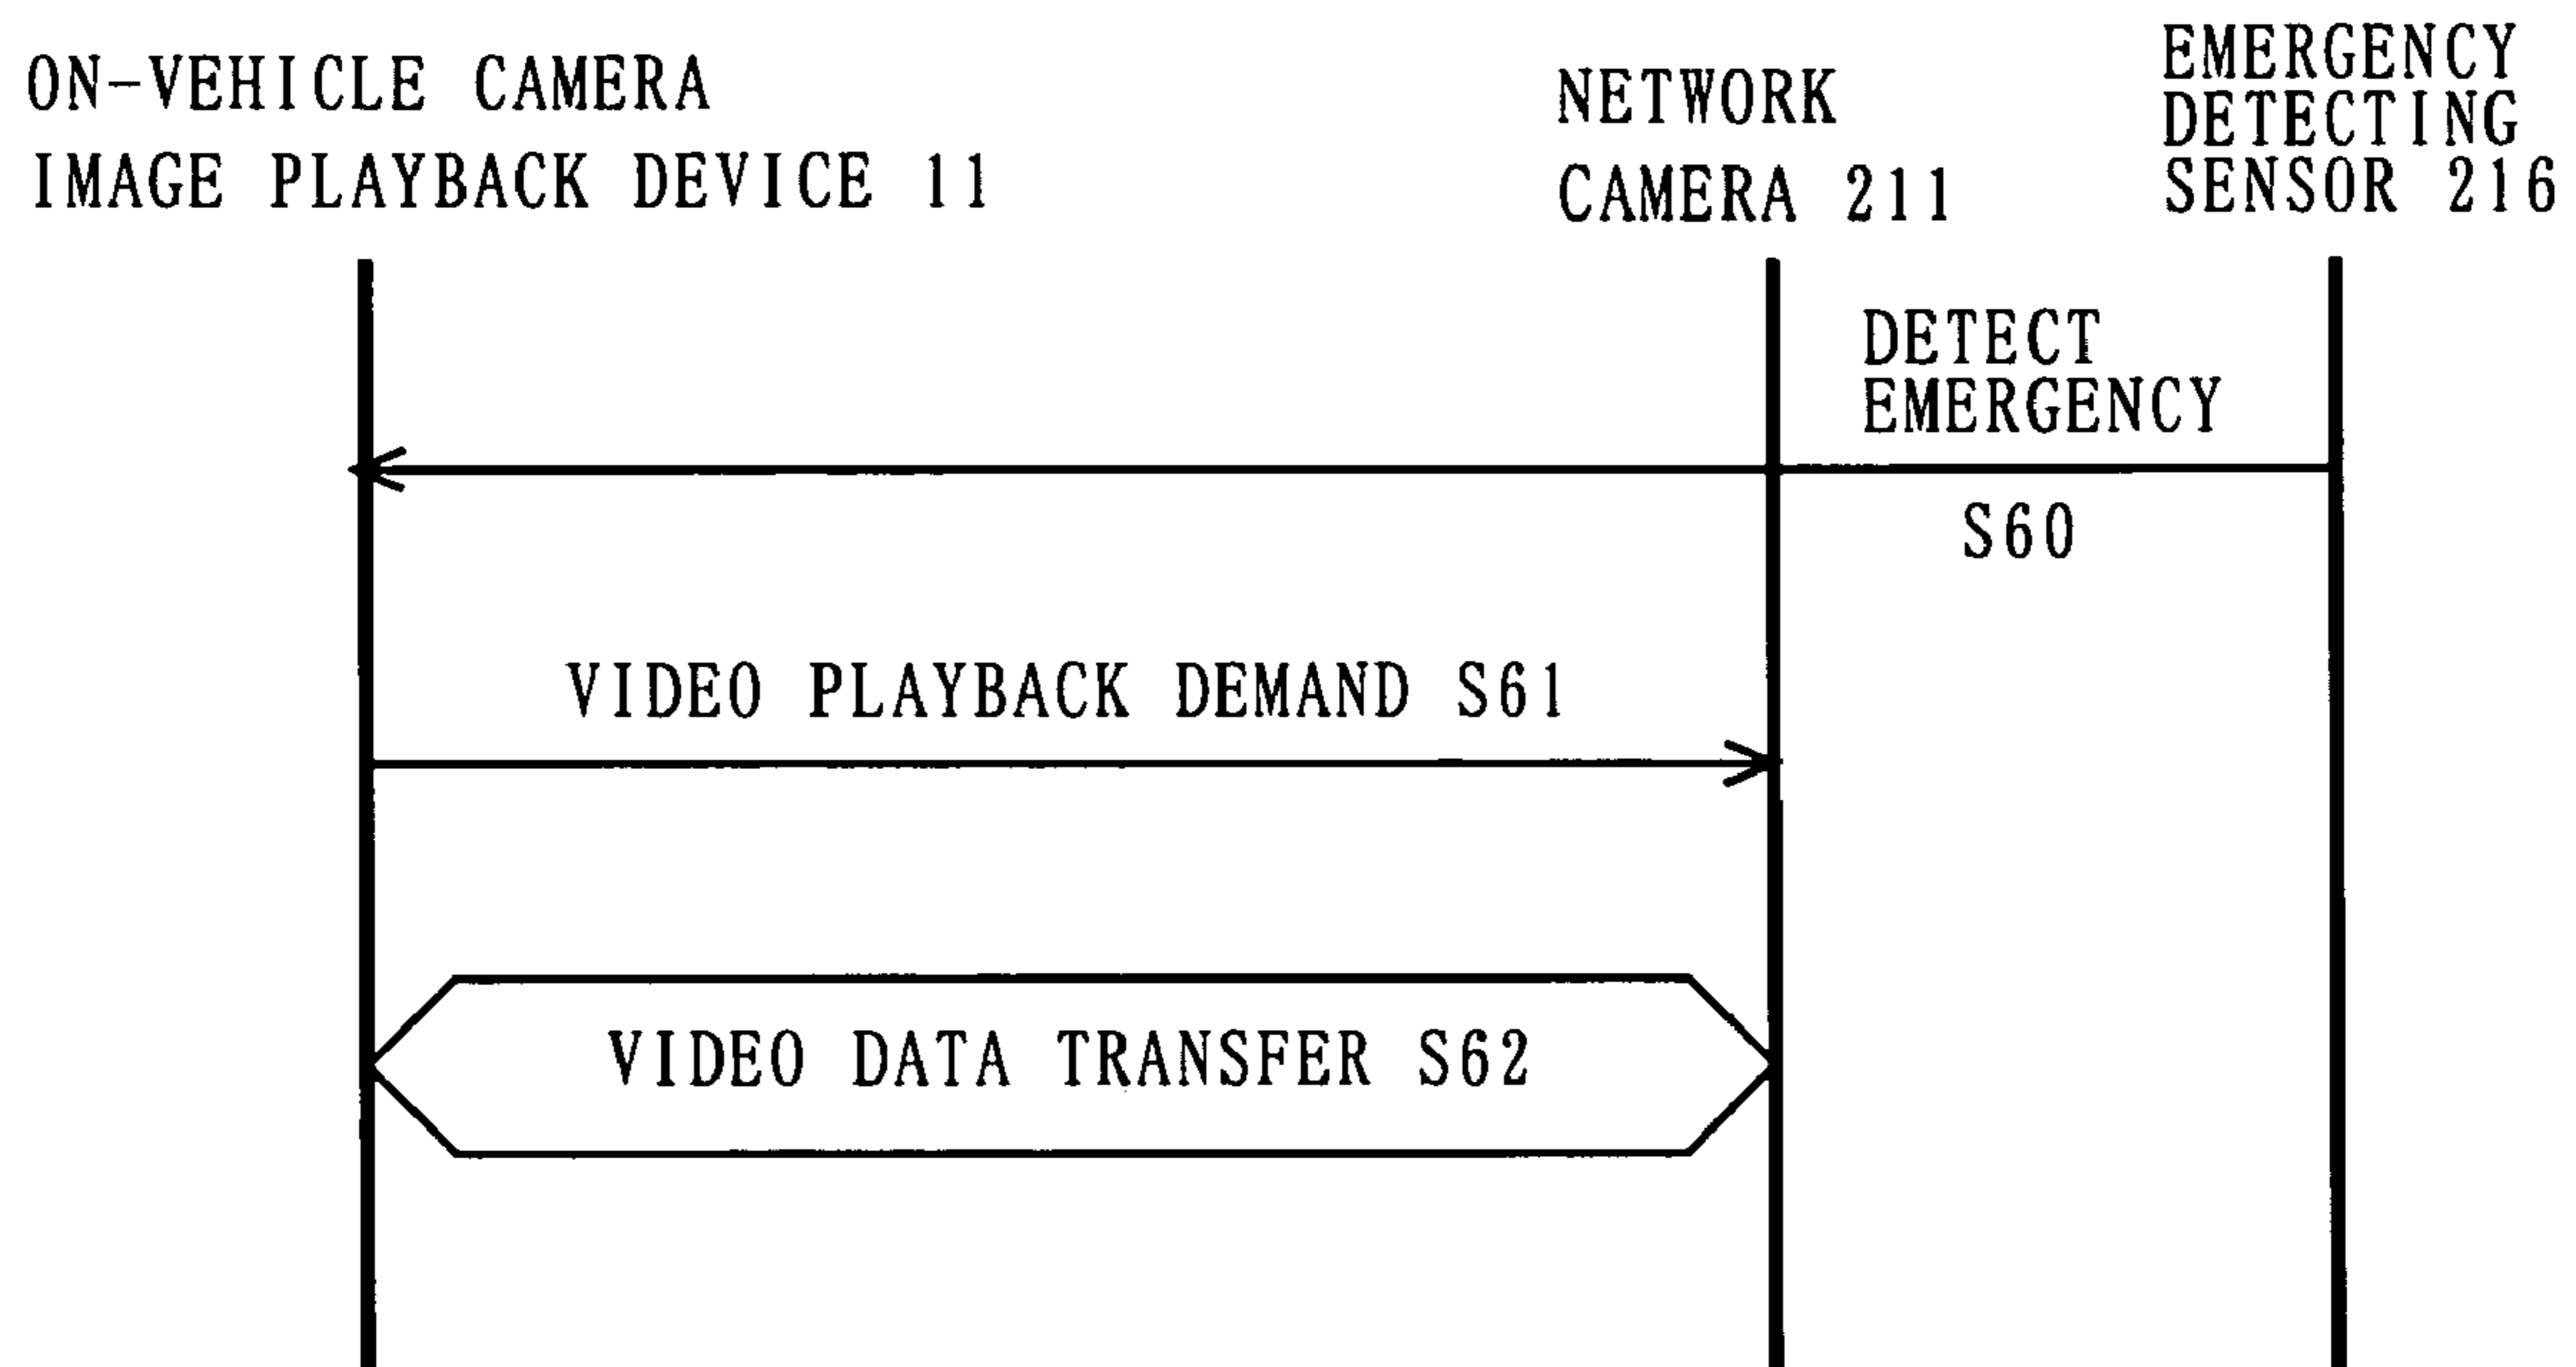 ON-VEHICLE CAMERA
IMAGE PLAYBACK DEVICE 11
NETWORK
CAMERA 211
EMERGENCY
DETECTING
SENSOR 216
DETECT
EMERGENCY
S60
VIDEO PLAYBACK DEMAND S61
VIDEO DATA TRANSFER S62